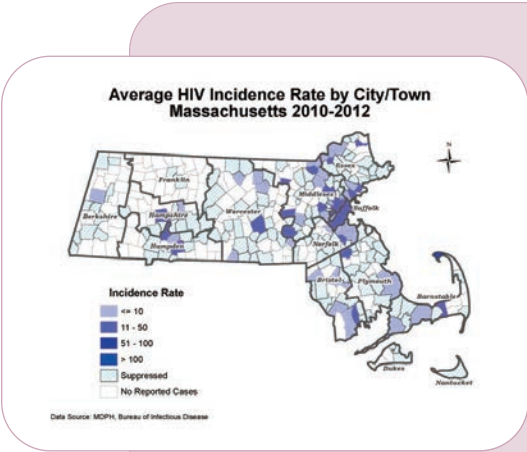 Average HIV Incidence Rate by City/Town
Massachusetts 2010-2012
N
Essex
Franklin
Middlesex
Berkshire
Hampshire
Worcester
Suffolk
Hampden
Norfolk
Bristol
Plymouth
Barnstable
Dukes
Nantucket
Incidence Rate
<= 10
11 - 50
51 - 100
> 100
Suppressed
No Reported Cases
Data Source: MDPH, Bureau of Infectious Disease